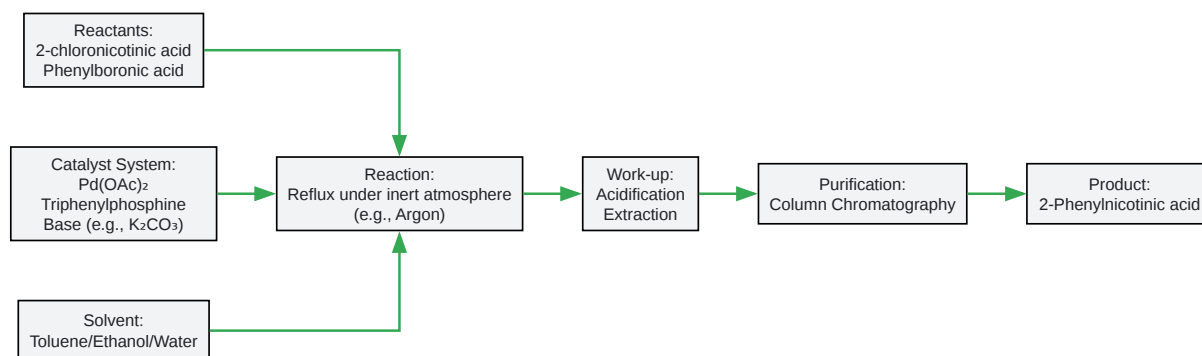 Reactants:
2-chloronicotinic acid
Phenylboronic acid
Catalyst System:
Pd(OAc)₂
Triphenylphosphine
Base (e.g., K₂CO₃)
Solvent:
Toluene/Ethanol/Water
Reaction:
Reflux under inert atmosphere
(e.g., Argon)
Work-up:
Acidification
Extraction
Purification:
Column Chromatography
Product:
2-Phenylnicotinic acid